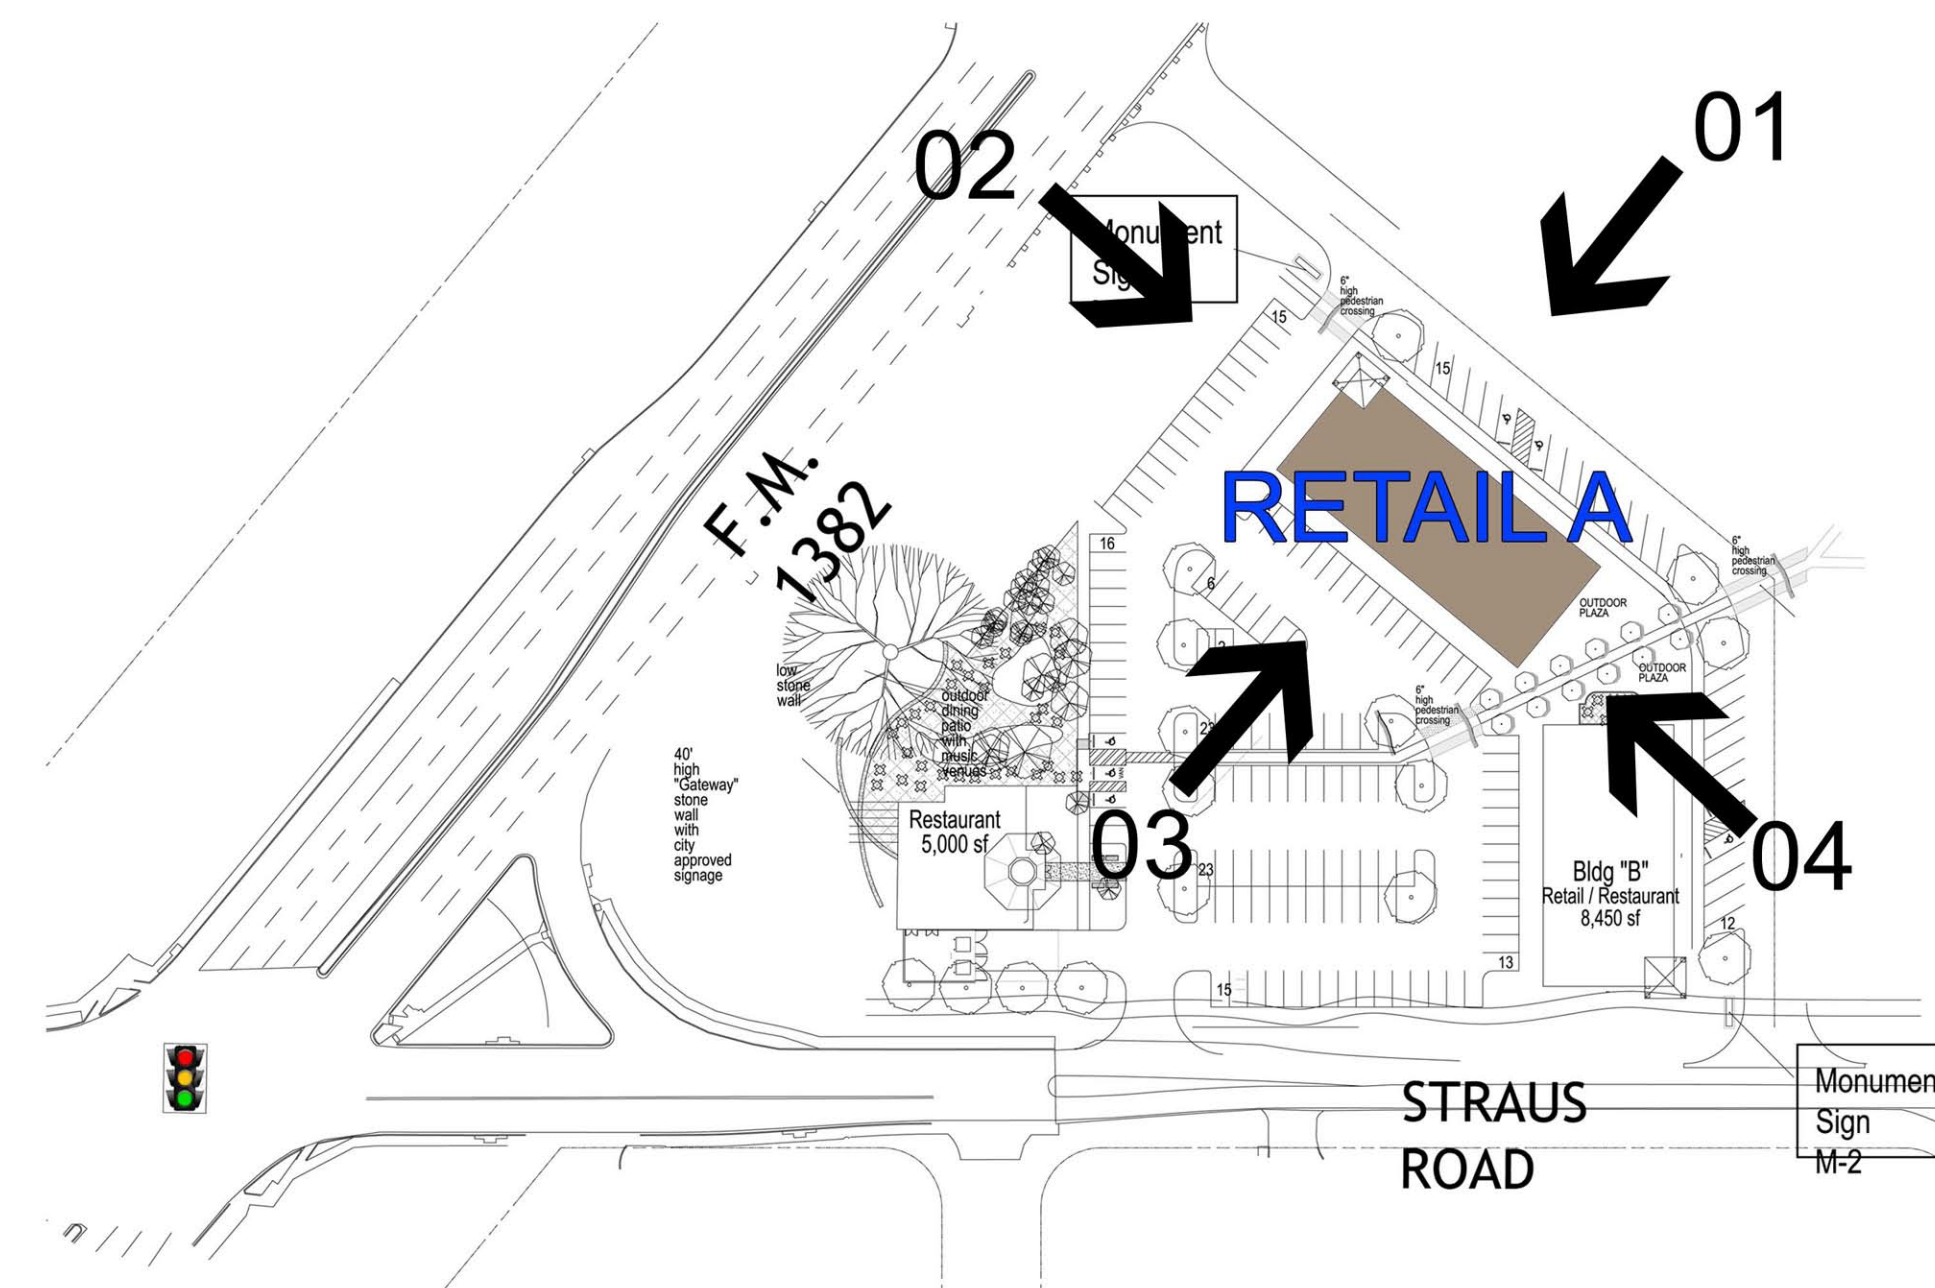 01
02
Monument
Sign
6"
high
pedestrian
crossing
15
15
RETAIL A
F.M.
1382
16
6"
high
pedestrian
crossing
6
OUTDOOR
PLAZA
2
low
stone
wall
outdoor
dining
patio
with
music
venues
OUTDOOR
PLAZA
6"
high
pedestrian
crossing
23
40'
high
"Gateway"
stone
wall
with
city
approved
signage
VAN
Restaurant
5,000 sf
03
04
23
Bldg "B"
Retail / Restaurant
8,450 sf
12
13
15
STRAUS
ROAD
Monumen
Sign
M-2